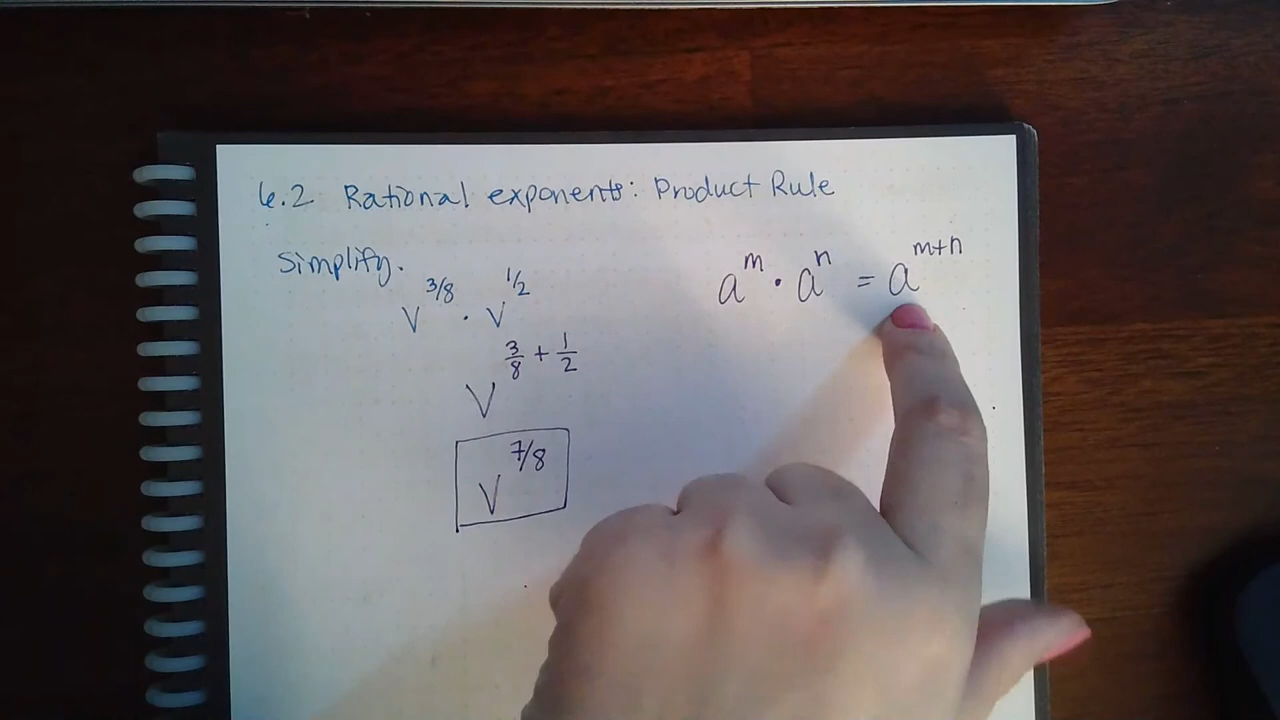 6.2 Rational exponents: Product Rule
Simplify.
v^3/8 · v^1/2
a^m · a^n = a^m+n
v^3/8 + 1/2
v^7/8